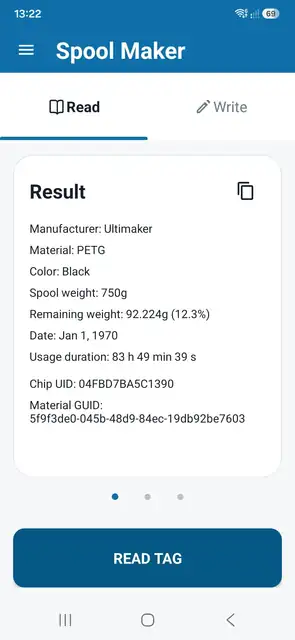 13:22
69
Spool Maker
Read
Write
Result
Manufacturer: Ultimaker
Material: PETG
Color: Black
Spool weight: 750g
Remaining weight: 92.224g (12.3%)
Date: Jan 1, 1970
Usage duration: 83 h 49 min 39 s
Chip UID: 04FBD7BA5C1390
Material GUID:
5f9f3de0-045b-48d9-84ec-19db92be7603
READ TAG